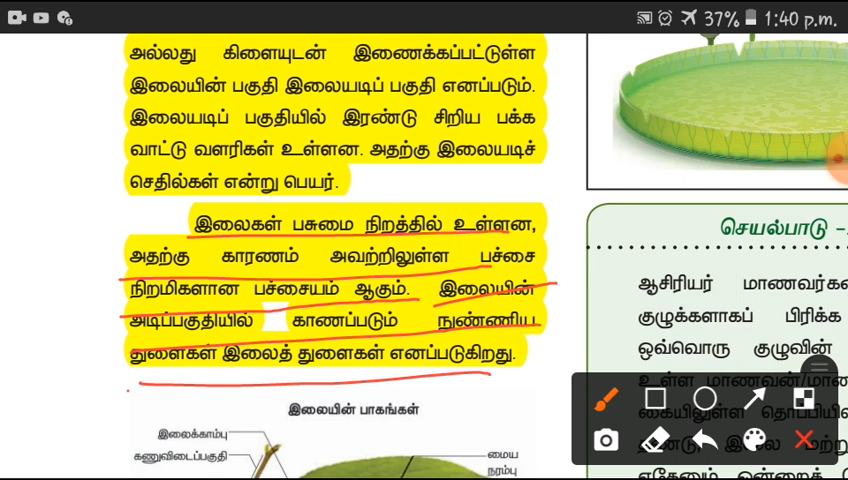 37% 1:40 p.m.
அல்லது கிளையுடன் இணைக்கப்பட்டுள்ள
இலையின் பகுதி இலையடிப் பகுதி எனப்படும்.
இலையடிப் பகுதியில் இரண்டு சிறிய பக்க
வாட்டு வளரிகள் உள்ளன. அதற்கு இலையடிச்
செதில்கள் என்று பெயர்.
இலைகள் பசுமை நிறத்தில் உள்ளன,
அதற்கு காரணம் அவற்றிலுள்ள பச்சை
நிறமிகளான பச்சையம் ஆகும். இலையின்
அடிப்பகுதியில் காணப்படும் நுண்ணிய
துளைகள் இலைத் துளைகள் எனப்படுகிறது.
இலையின் பாகங்கள்
இலைக்காம்பு
கணுவிடைப்பகுதி
மைய
நரம்பு
செயல்பாடு -
ஆசிரியர் மாணவர்க
குழுக்களாகப் பிரிக்க
ஒவ்வொரு குழுவின்